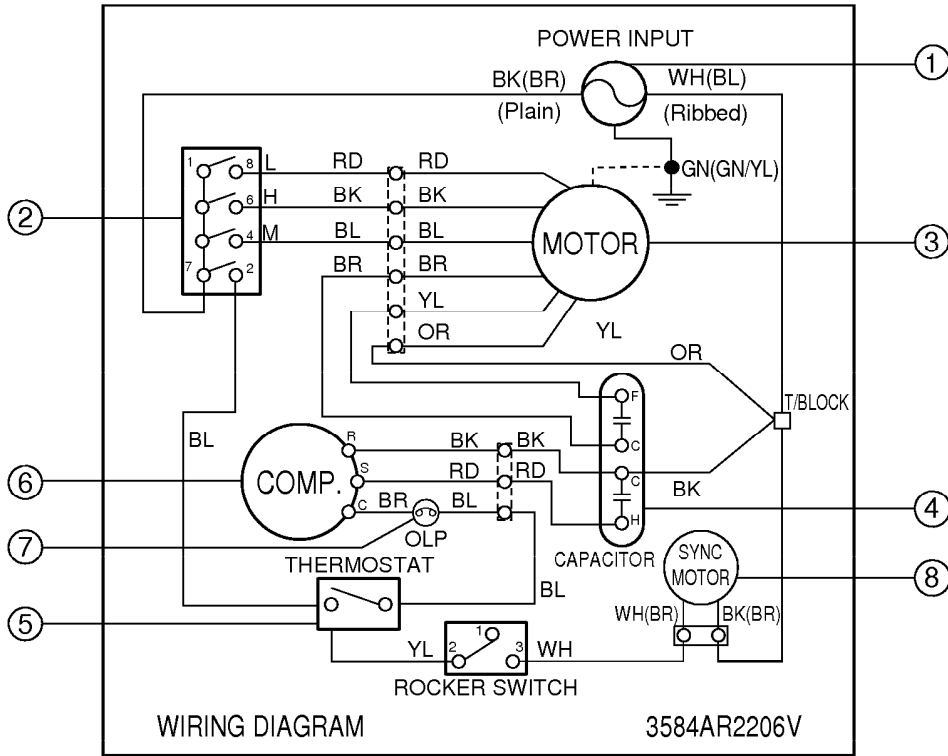 POWER INPUT
1
BK(BR)
WH(BL)
(Plain)
(Ribbed)
1
8
L
RD
RD
GN(GN/YL)
2
6
H
BK
BK
4
M
BL
BL
MOTOR
3
7
2
BR
BR
YL
OR
YL
OR
F
T/BLOCK
BL
R
BK
BK
C
6
COMP.
S
RD
RD
C
BK
C
BR
BL
H
4
7
OLP
CAPACITOR
SYNC
MOTOR
8
THERMOSTAT
BL
5
WH(BR)
BK(BR)
YL
2
1
3
WH
ROCKER SWITCH
WIRING DIAGRAM
3584AR2206V